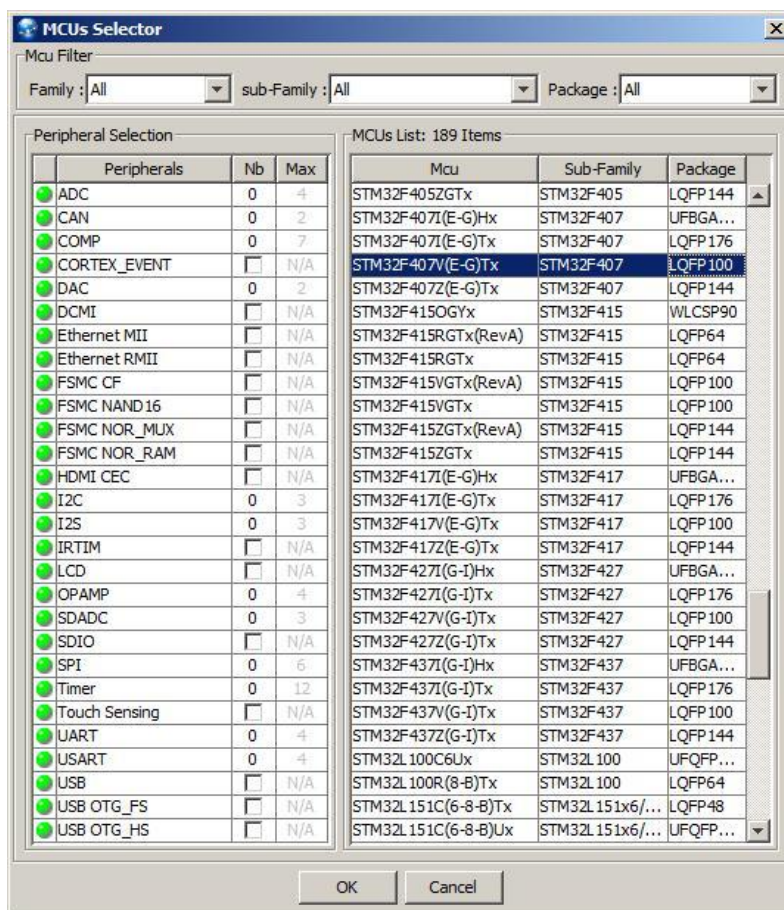 MCUs Selector
Mcu Filter
Family : All sub-Family : All Package : All
Peripheral Selection
Peripherals Nb Max
ADC 0 4
CAN 0 2
COMP 0 7
CORTEX_EVENT N/A
DAC 0 2
DCMI N/A
Ethernet MII N/A
Ethernet RMII N/A
FSMC CF N/A
FSMC NAND16 N/A
FSMC NOR_MUX N/A
FSMC NOR_RAM N/A
HDMI CEC N/A
I2C 0 3
I2S 0 3
IRTIM N/A
LCD N/A
OPAMP 0 4
SDADC 0 3
SDIO N/A
SPI 0 6
Timer 0 12
Touch Sensing N/A
UART 0 4
USART 0 4
USB N/A
USB OTG_FS N/A
USB OTG_HS N/A
MCUs List: 189 Items
Mcu Sub-Family Package
STM32F405ZGTx STM32F405 LQFP144
STM32F407I(E-G)Hx STM32F407 UFBGA...
STM32F407I(E-G)Tx STM32F407 LQFP176
STM32F407V(E-G)Tx STM32F407 LQFP100
STM32F407Z(E-G)Tx STM32F407 LQFP144
STM32F415OGYx STM32F415 WLCSP90
STM32F415RGTx(RevA) STM32F415 LQFP64
STM32F415RGTx STM32F415 LQFP64
STM32F415VGTx(RevA) STM32F415 LQFP100
STM32F415VGTx STM32F415 LQFP100
STM32F415ZGTx(RevA) STM32F415 LQFP144
STM32F415ZGTx STM32F415 LQFP144
STM32F417I(E-G)Hx STM32F417 UFBGA...
STM32F417I(E-G)Tx STM32F417 LQFP176
STM32F417V(E-G)Tx STM32F417 LQFP100
STM32F417Z(E-G)Tx STM32F417 LQFP144
STM32F427I(G-I)Hx STM32F427 UFBGA...
STM32F427I(G-I)Tx STM32F427 LQFP176
STM32F427V(G-I)Tx STM32F427 LQFP100
STM32F427Z(G-I)Tx STM32F427 LQFP144
STM32F437I(G-I)Hx STM32F437 UFBGA...
STM32F437I(G-I)Tx STM32F437 LQFP176
STM32F437V(G-I)Tx STM32F437 LQFP100
STM32F437Z(G-I)Tx STM32F437 LQFP144
STM32L100C6Ux STM32L100 UFQFP...
STM32L100R(8-B)Tx STM32L100 LQFP64
STM32L151C(6-8-B)Tx STM32L151x6/... LQFP48
STM32L151C(6-8-B)Ux STM32L151x6/... UFQFP...
OK Cancel